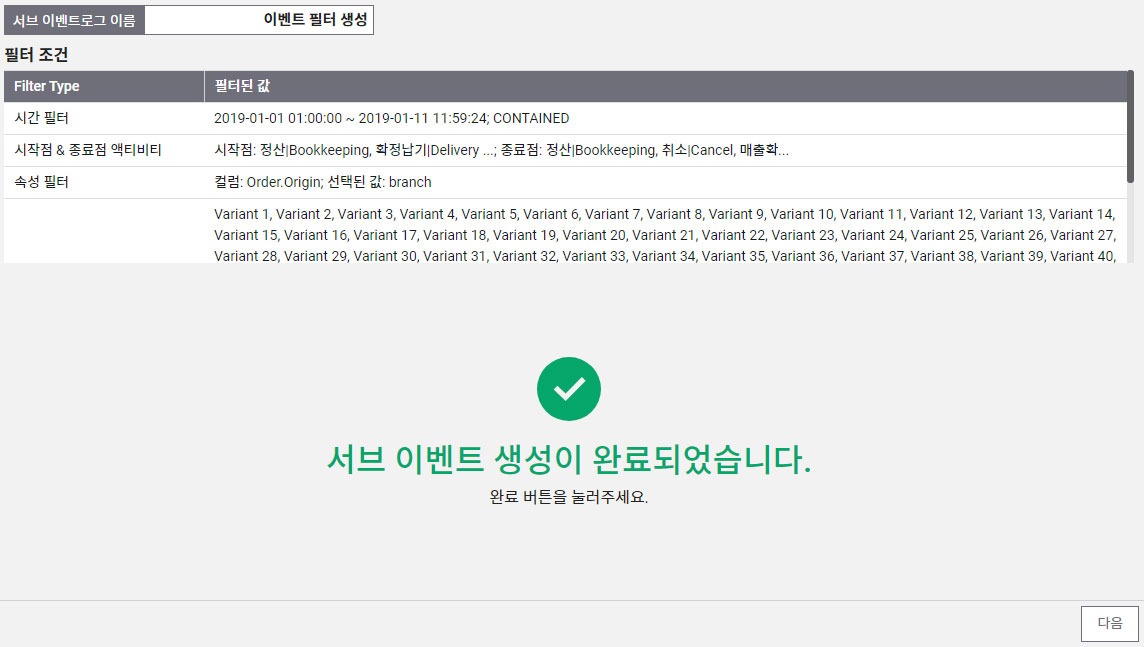 서브 이벤트로그 이름 이벤트 필터 생성
필터 조건
Filter Type 필터된 값
시간 필터 2019-01-01 01:00:00 ~ 2019-01-11 11:59:24; CONTAINED
시작점 & 종료점 액티비티 시작점: 정산|Bookkeeping, 확정납기|Delivery ...; 종료점: 정산|Bookkeeping, 취소|Cancel, 매출확...
속성 필터 컬럼: Order.Origin; 선택된 값: branch
Variant 1, Variant 2, Variant 3, Variant 4, Variant 5, Variant 6, Variant 7, Variant 8, Variant 9, Variant 10, Variant 11, Variant 12, Variant 13, Variant 14,
Variant 15, Variant 16, Variant 17, Variant 18, Variant 19, Variant 20, Variant 21, Variant 22, Variant 23, Variant 24, Variant 25, Variant 26, Variant 27,
Variant 28, Variant 29, Variant 30, Variant 31, Variant 32, Variant 33, Variant 34, Variant 35, Variant 36, Variant 37, Variant 38, Variant 39, Variant 40,
서브 이벤트 생성이 완료되었습니다.
완료 버튼을 눌러주세요.
다음